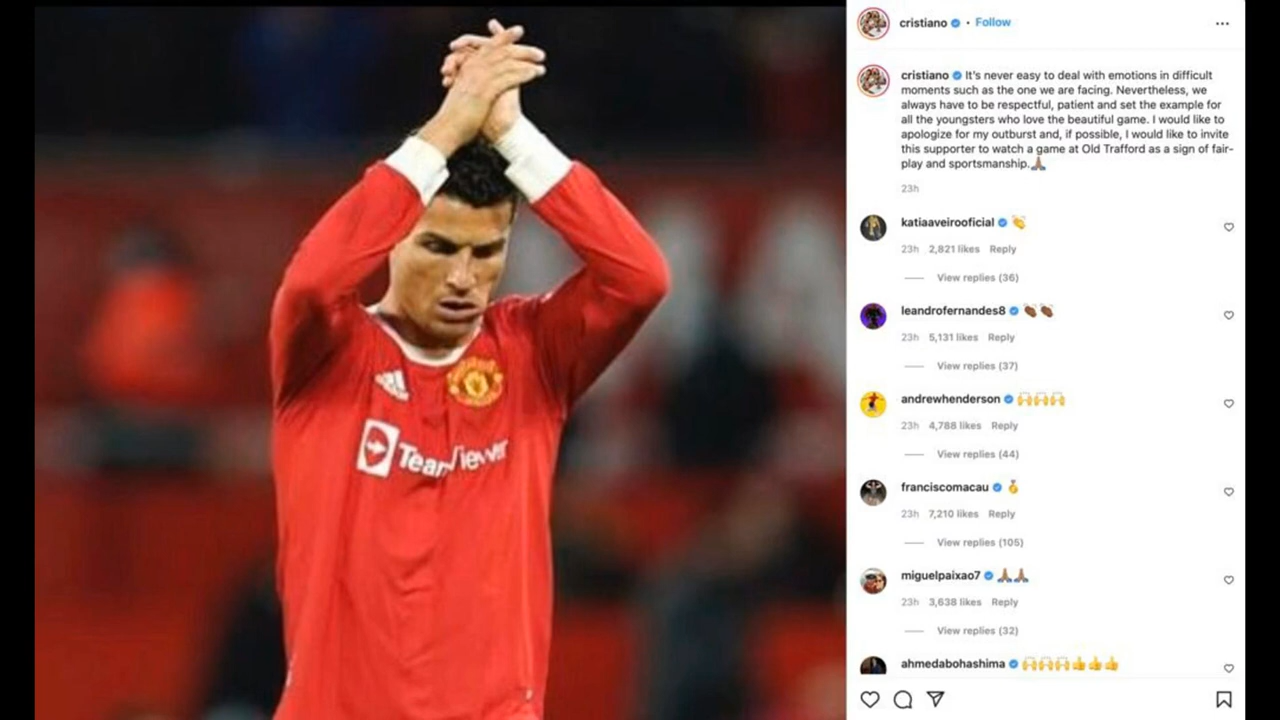 cristiano • Follow
cristiano It's never easy to deal with emotions in difficult
moments such as the one we are facing. Nevertheless, we
always have to be respectful, patient and set the example for
all the youngsters who love the beautiful game. I would like to
apologize for my outburst and, if possible, I would like to invite
this supporter to watch a game at Old Trafford as a sign of fair-
play and sportsmanship.🙏🏽
23h
katiaaveirooficial 👏
23h 2,821 likes Reply
View replies (36)
leandrofernandes8 👏🏾👏🏾
23h 5,131 likes Reply
View replies (37)
andrewhenderson 🙌🙌🙌
23h 4,788 likes Reply
View replies (44)
franciscomacau 🥇
23h 7,210 likes Reply
View replies (105)
miguelpaixao7 🙏🏽🙏🏽
23h 3,638 likes Reply
View replies (32)
ahmedabohashima 🙌🙌🙌👍👍👍
TeamViewer